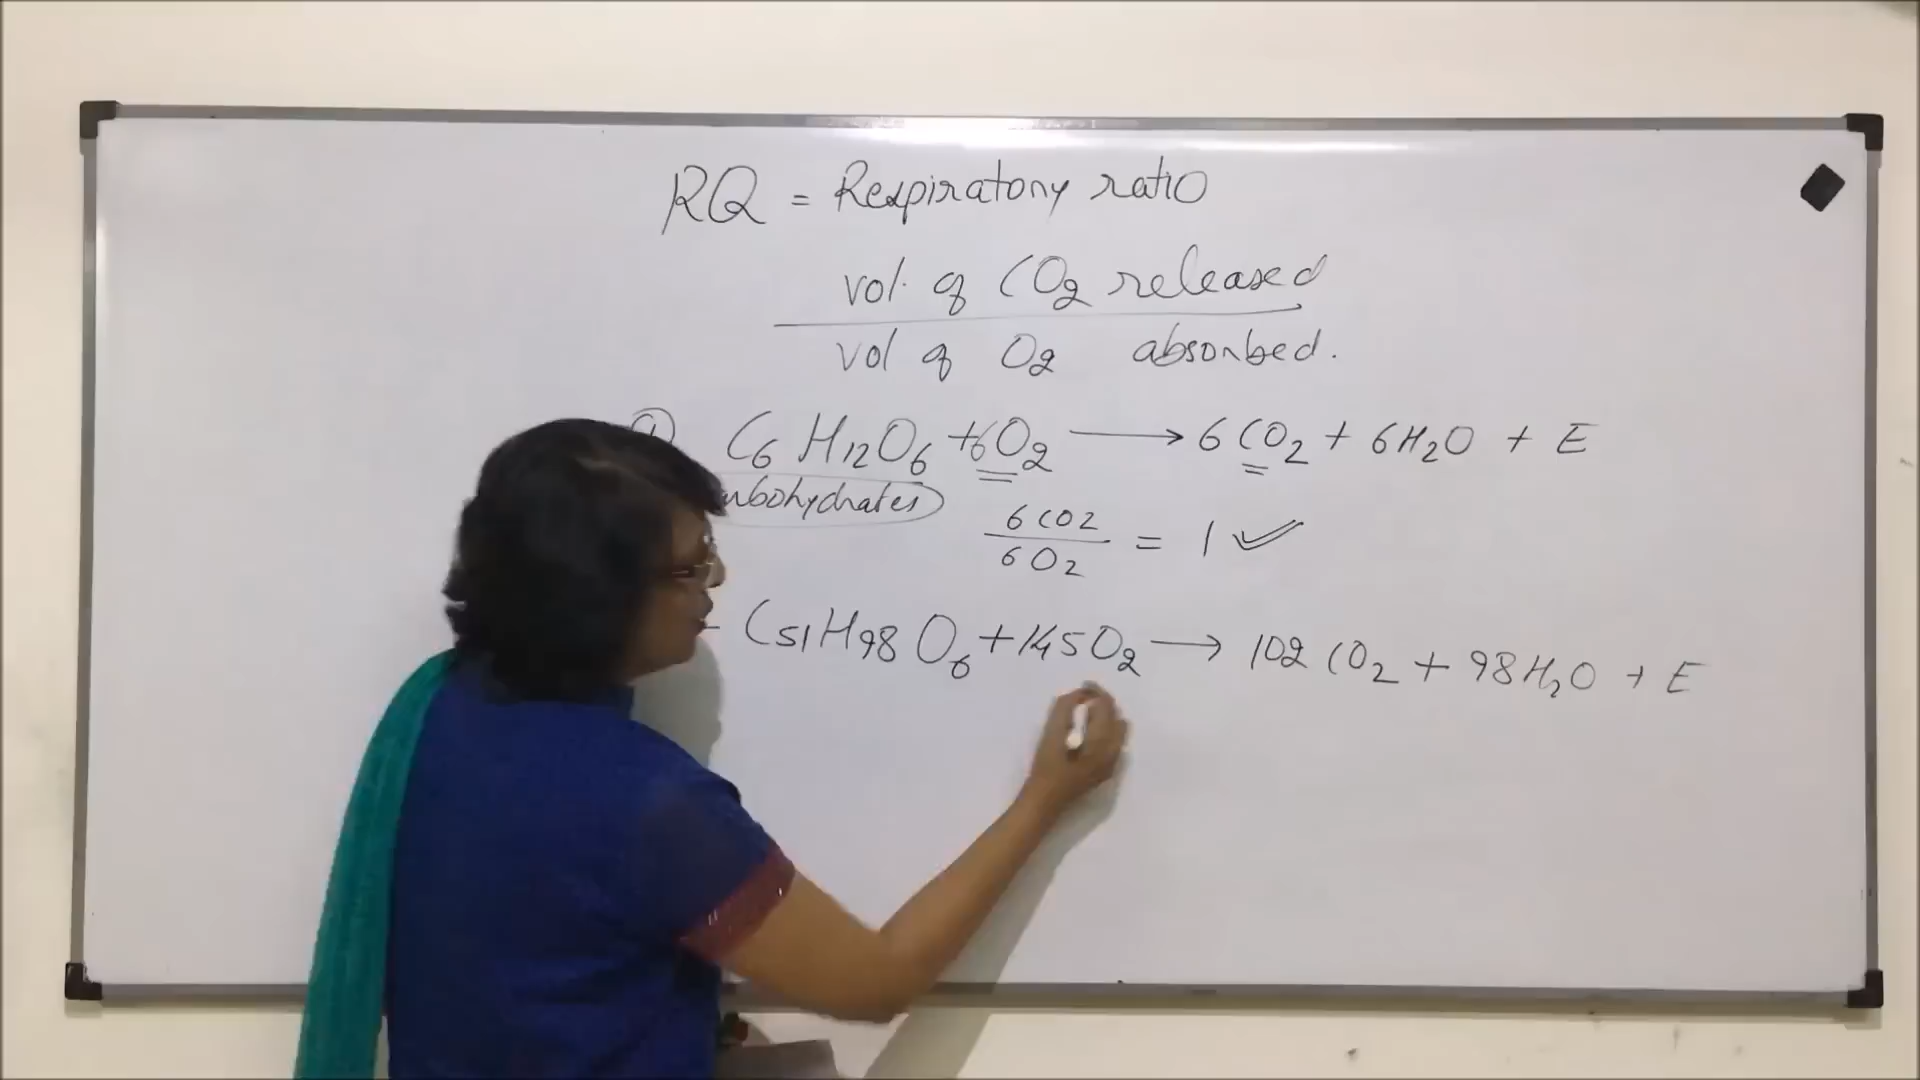 RQ = Respiratory ratio
vol. of CO2 released
vol of O2 absorbed.
① C6H12O6 + 6O2 → 6CO2 + 6H2O + E
6CO2
6O2
= 1 ✓
C51H98O6 + 145O2 → 102CO2 + 98H2O + E